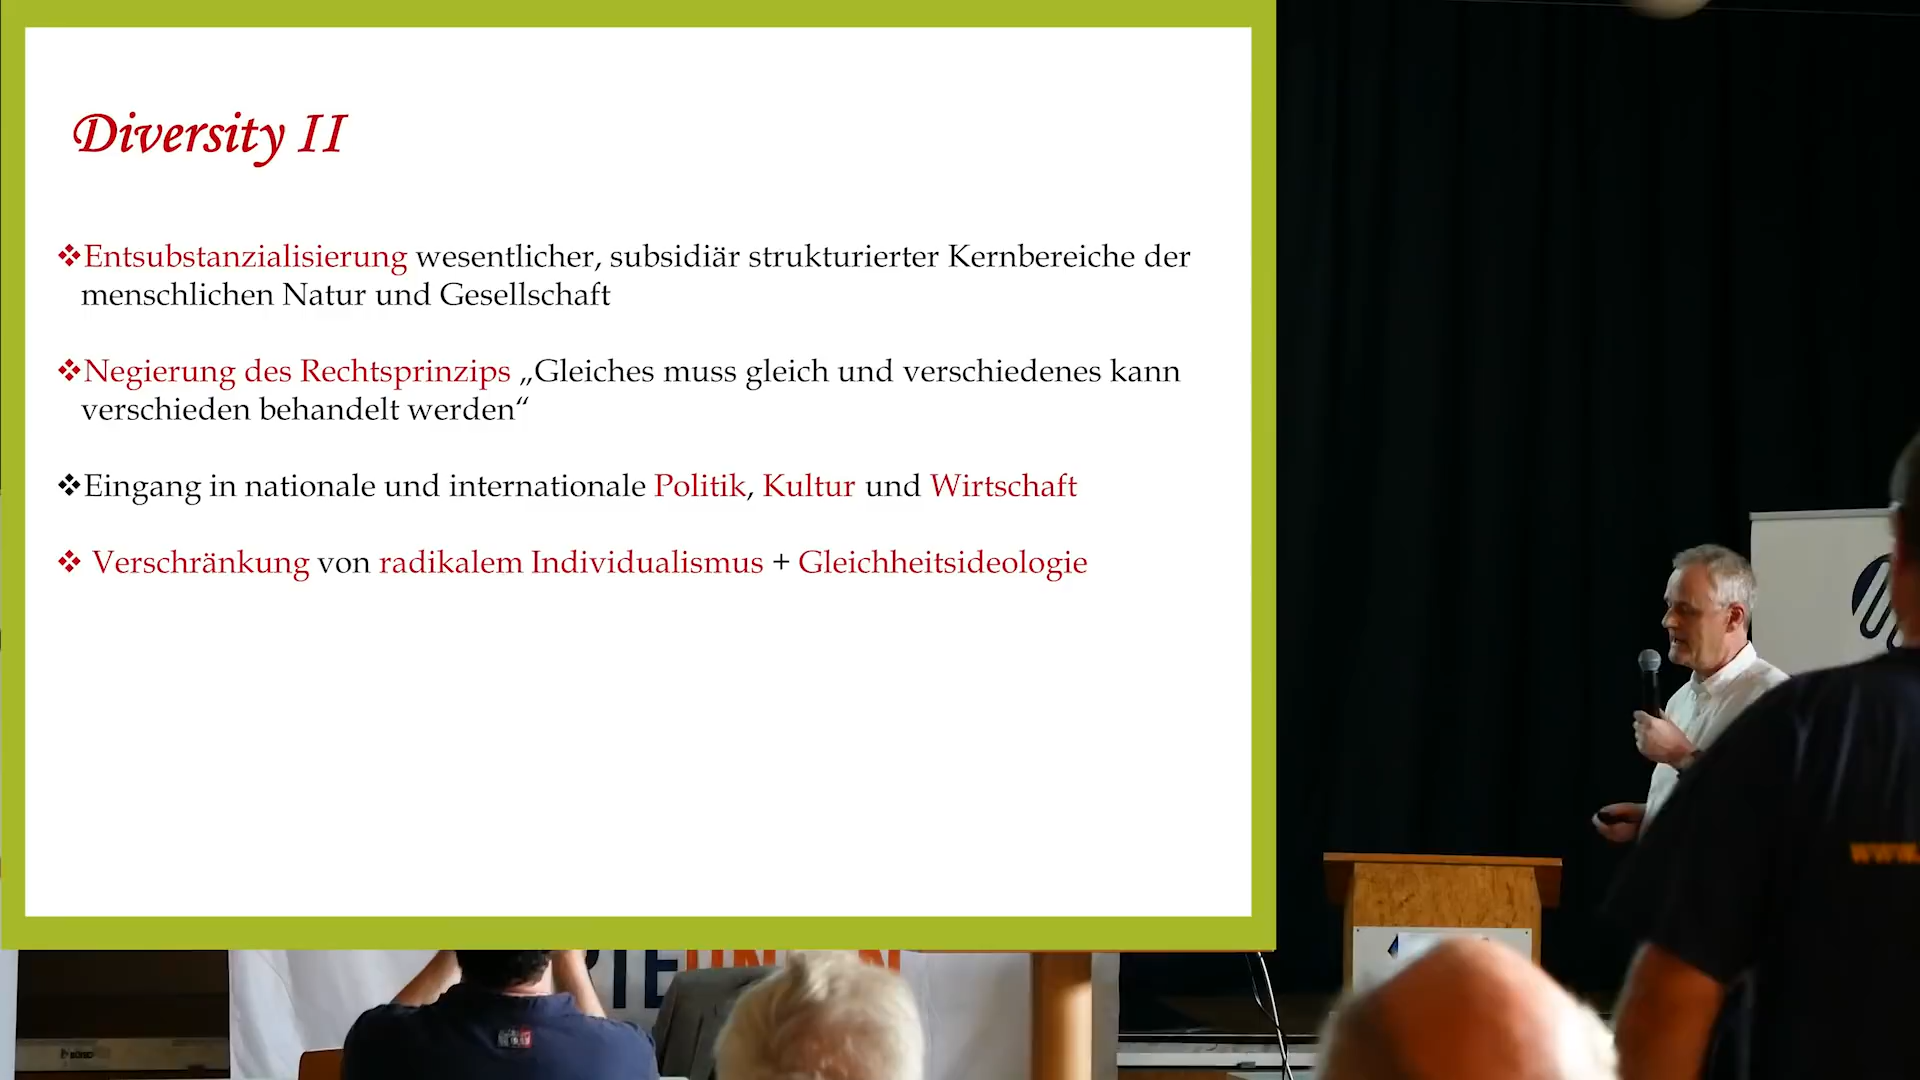 Diversity II
❖Entsubstanzialisierung wesentlicher, subsidiär strukturierter Kernbereiche der
menschlichen Natur und Gesellschaft
❖Negierung des Rechtsprinzips „Gleiches muss gleich und verschiedenes kann
verschieden behandelt werden“
❖Eingang in nationale und internationale Politik, Kultur und Wirtschaft
❖ Verschränkung von radikalem Individualismus + Gleichheitsideologie
www.